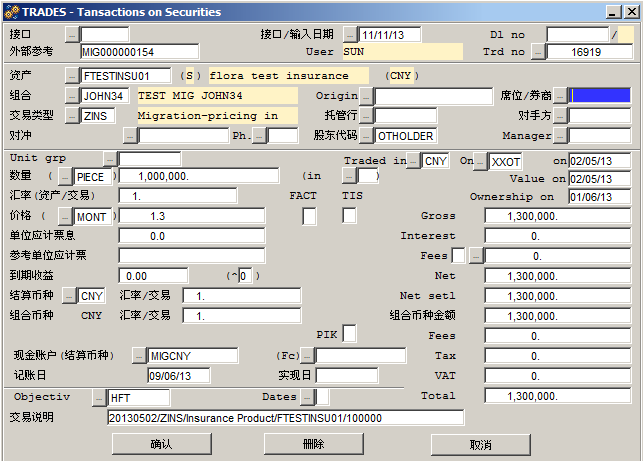 TRADES - Tansactions on Securities
接口 接口/输入日期 11/11/13 Dl no /
外部参考 MIG000000154 User SUN Trd no 16919
资产 FTESTINSU01 (S) flora test insurance (CNY)
组合 JOHN34 TEST MIG JOHN34 Origin 席位/券商
交易类型 ZINS Migration-pricing in 托管行 对手方
对冲 Ph. 股东代码 OTHOLDER Manager
Unit grp Traded in CNY On XXOT on 02/05/13
数量 ( PIECE ) 1,000,000. (in ) Value on 02/05/13
汇率(资产/交易) 1. FACT TIS Ownership on 01/06/13
价格 ( MONT ) 1.3 Gross 1,300,000.
单位应计票息 0.0 Interest 0.
参考单位应计票 Fees 0.
到期收益 0.00 (^0 ) Net 1,300,000.
结算币种 CNY 汇率/交易 1. Net setl 1,300,000.
组合币种 CNY 汇率/交易 1. 组合币种金额 1,300,000.
PIK Fees 0.
现金账户(结算币种) MIGCNY (Fc) Tax 0.
记账日 09/06/13 实现日 VAT 0.
Objectiv HFT Dates Total 1,300,000.
交易说明 20130502/ZINS/Insurance Product/FTESTINSU01/100000
确认 删除 取消